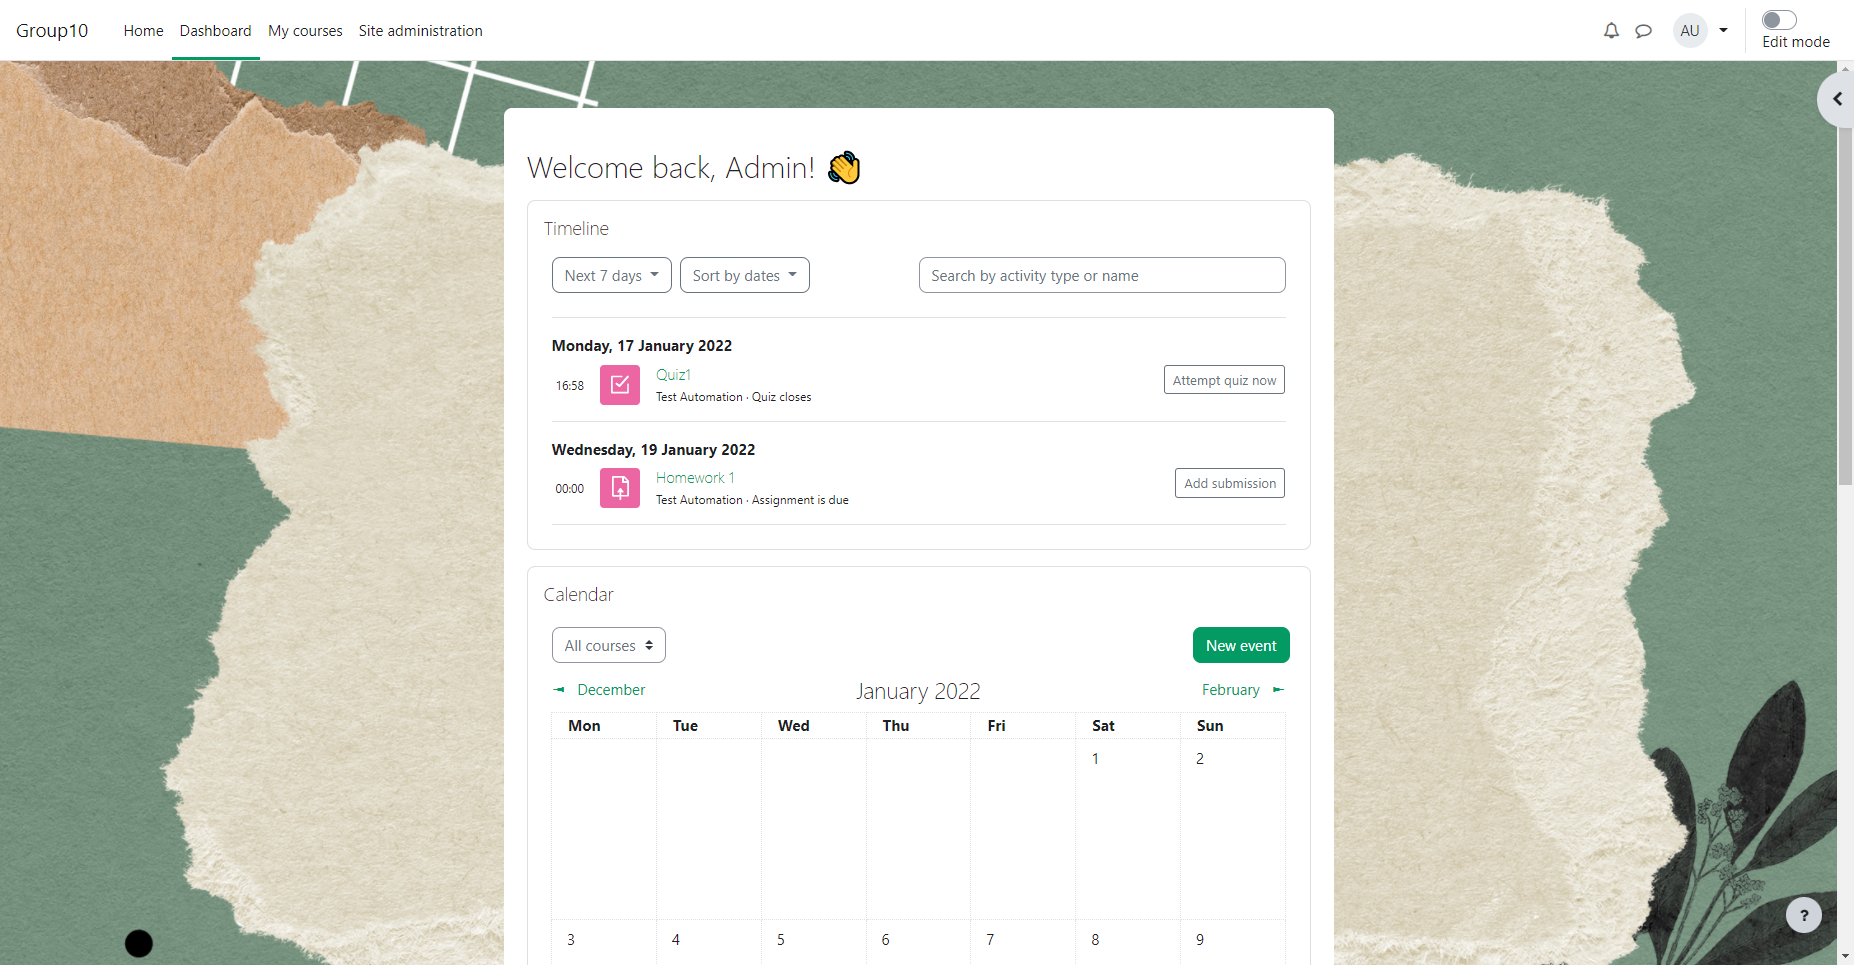 Group10 Home Dashboard My courses Site administration AU Edit mode
Welcome back, Admin! 👋
Timeline
Next 7 days Sort by dates Search by activity type or name
Monday, 17 January 2022
16:58 Quiz1 Attempt quiz now
Test Automation · Quiz closes
Wednesday, 19 January 2022
00:00 Homework 1 Add submission
Test Automation · Assignment is due
Calendar
All courses New event
◄ December January 2022 February ►
Mon Tue Wed Thu Fri Sat Sun
1 2
3 4 5 6 7 8 9
?